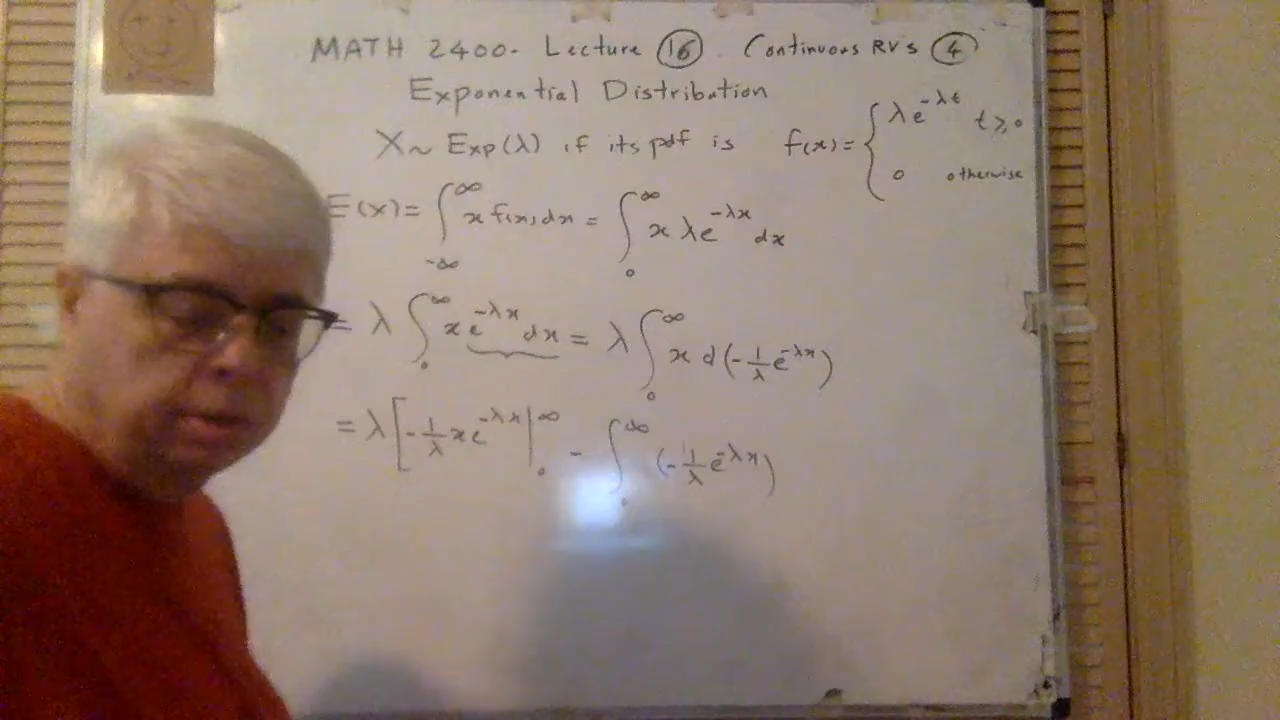 MATH 2400. Lecture 16. Continuous RVs 4
Exponential Distribution
X ~ Exp(λ) if its pdf is f(x) = { λe^{-λt} t ≥ 0
0 otherwise
E(x) = ∫_{-∞}^{∞} x f(x) dx = ∫_0^∞ x λe^{-λx} dx
= λ ∫_0^∞ x e^{-λx} dx = λ ∫_0^∞ x d(-1/λ e^{-λx})
= λ[-1/λ x e^{-λx} |_0^∞ - ∫_0^∞ (-1/λ e^{-λx})